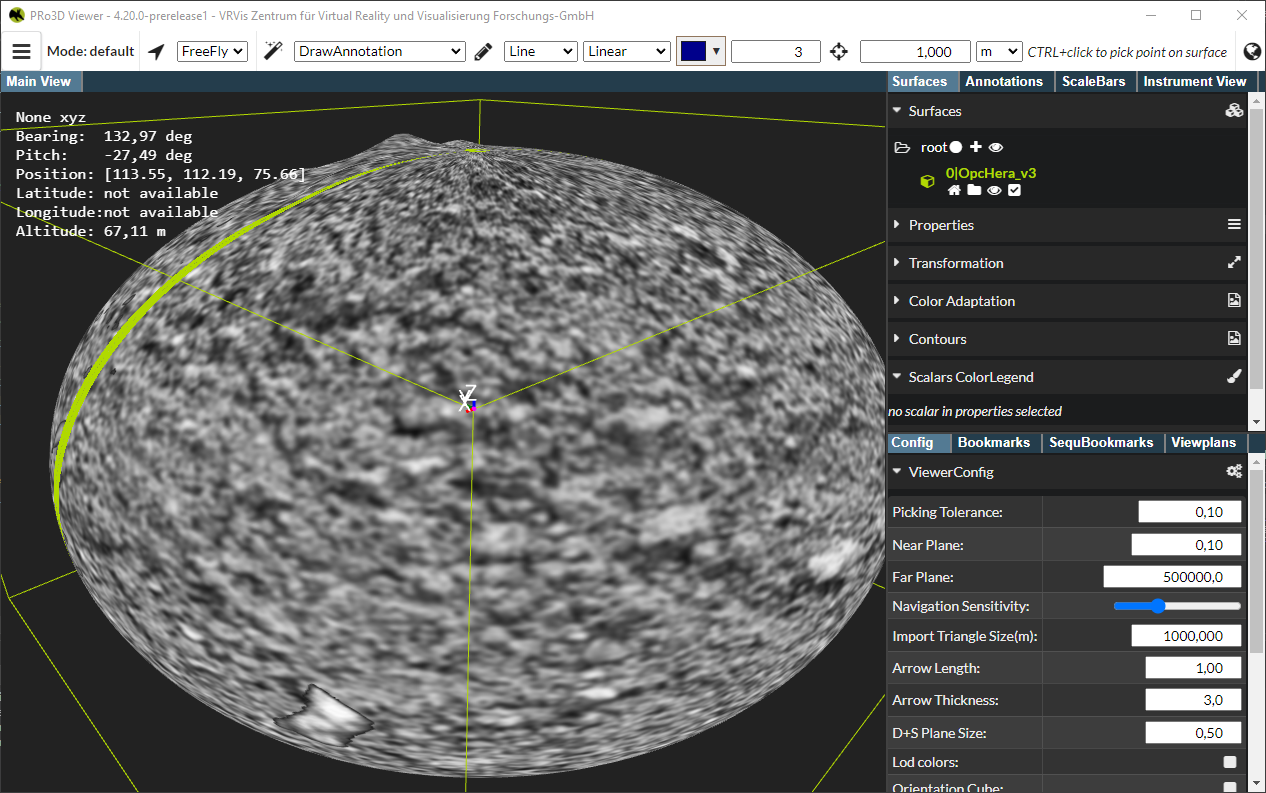 PRo3D Viewer - 4.20.0-prerelease1 - VRVis Zentrum für Virtual Reality und Visualisierung Forschungs-GmbH
Mode: default FreeFly DrawAnnotation Line Linear 3 1,000 m CTRL+click to pick point on surface
Main View
Surfaces Annotations ScaleBars Instrument View
None xyz
Bearing: 132,97 deg
Pitch: -27,49 deg
Position: [113.55, 112.19, 75.66]
Latitude: not available
Longitude:not available
Altitude: 67,11 m
Z
Y
X
Surfaces
root
0|OpcHera_v3
Properties
Transformation
Color Adaptation
Contours
Scalars ColorLegend
no scalar in properties selected
Config Bookmarks SequBookmarks Viewplans
ViewerConfig
Picking Tolerance: 0,10
Near Plane: 0,10
Far Plane: 500000,0
Navigation Sensitivity:
Import Triangle Size(m): 1000,000
Arrow Length: 1,00
Arrow Thickness: 3,0
D+S Plane Size: 0,50
Lod colors:
Orientation Cube: